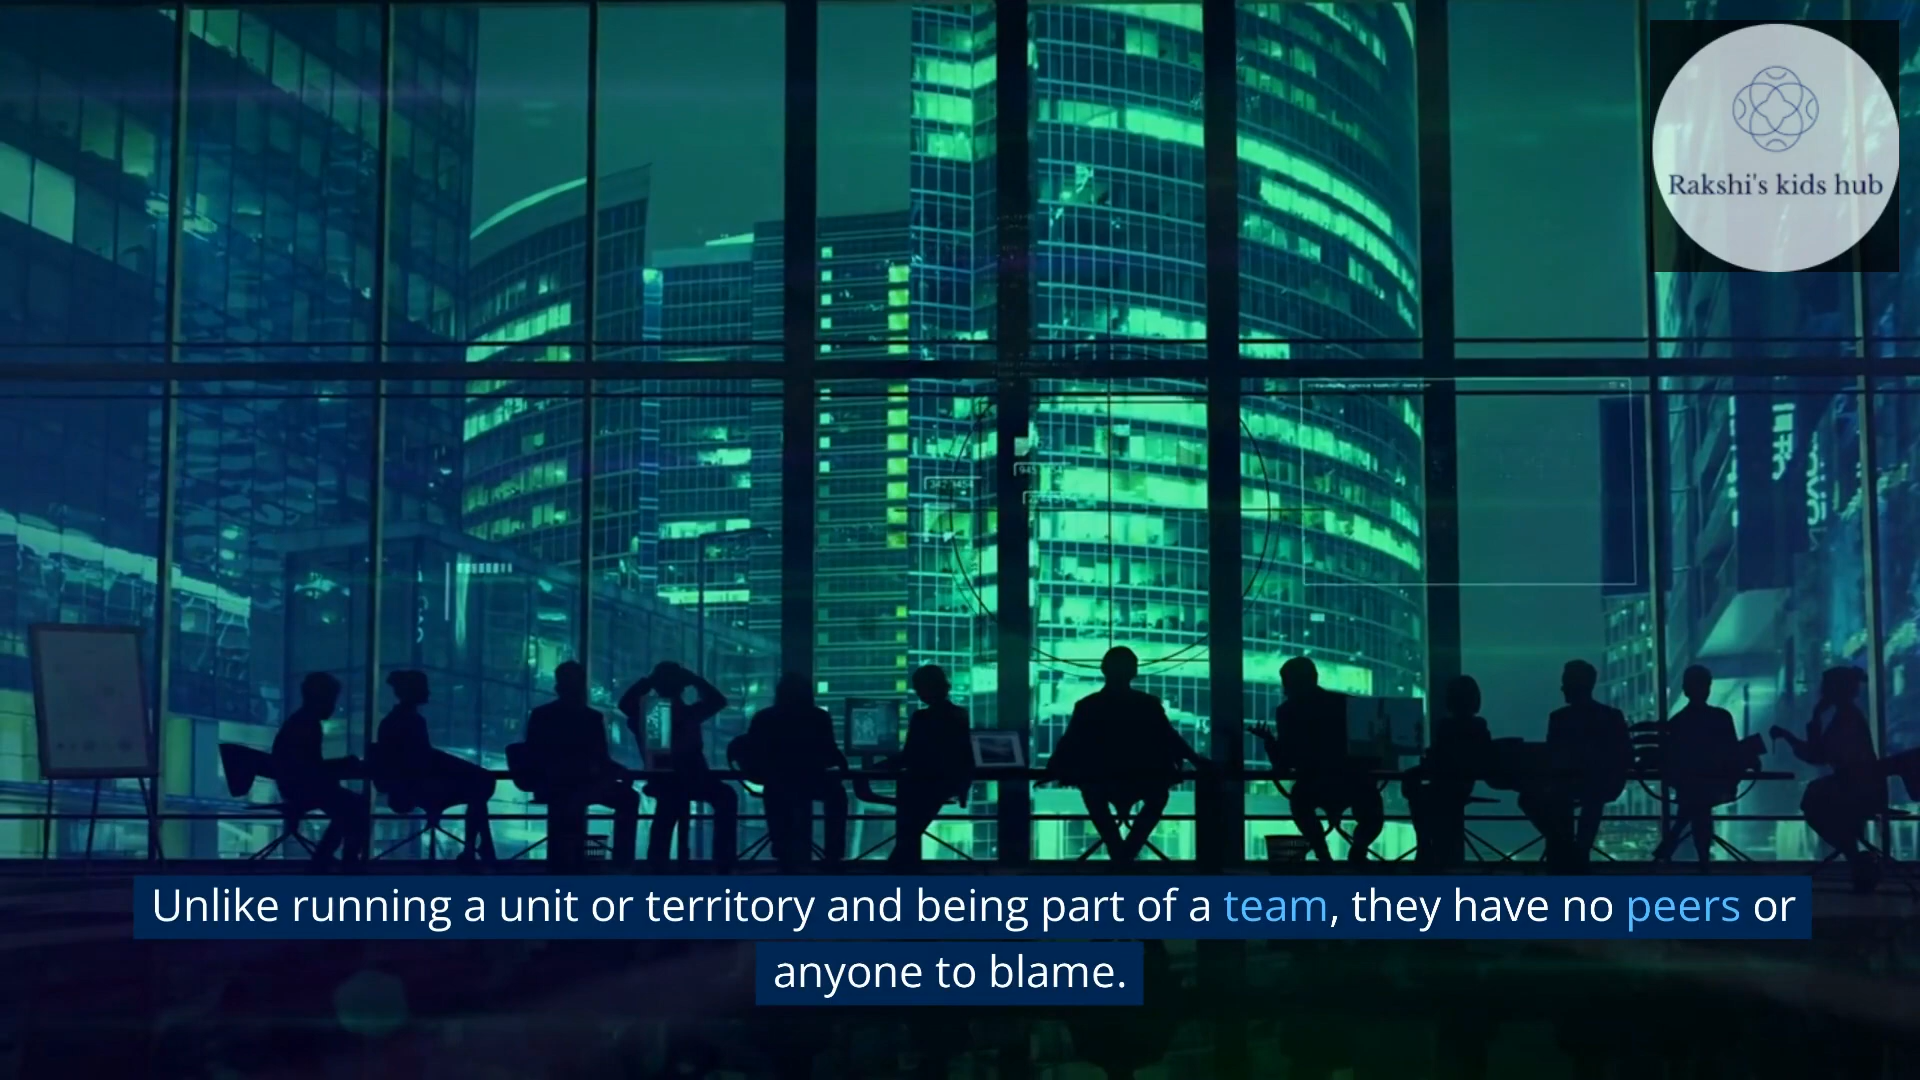 Rakshi's kids hub
Unlike running a unit or territory and being part of a team, they have no peers or
anyone to blame.